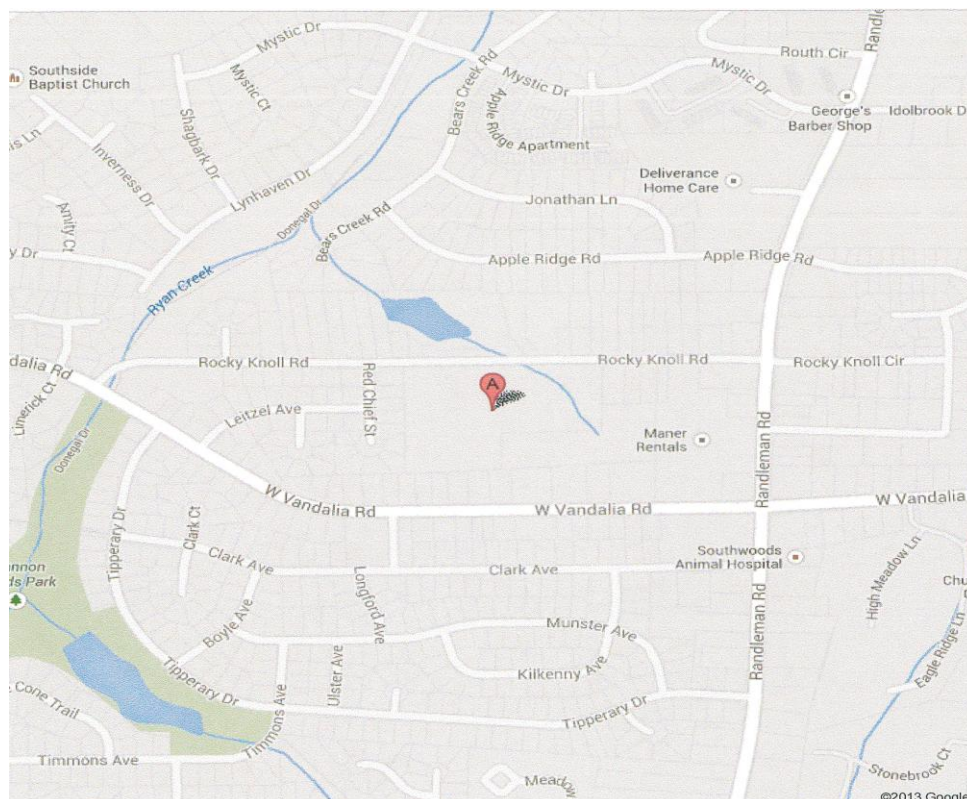 Mystic Dr
Bears Creek Rd
Routh Cir
Southside
Baptist Church
Mystic Ct
Mystic Dr
Mystic Dr
George's
Barber Shop
Idolbrook D
Shagbark Dr
Apple Ridge Apartment
Inverness Dr
Lynhaven Dr
Deliverance
Home Care
Jonathan Ln
Amity Ct
Donegal Dr
Bears Creek Rd
Apple Ridge Rd
Apple Ridge Rd
Ryan Creek
Rocky Knoll Rd
Rocky Knoll Rd
Rocky Knoll Cir
dalia Rd
Limerick Ct
Red Chief St
A
Leitzel Ave
Donegal Dr
Maner
Rentals
Randleman Rd
W Vandalia Rd
W Vandalia Rd
W Vandalia
Tipperary Dr
Clark Ct
Clark Ave
Clark Ave
Southwoods
Animal Hospital
High Meadow Ln
annon
ds Park
Longford Ave
Boyle Ave
Munster Ave
Randleman Rd
Eagle Ridge Ln
Tipperary Dr
Ulster Ave
Kilkenny Ave
Cone Trail
Timmons Ave
Tipperary Dr
Timmons Ave
Stonebrook Ct
Meadow
©2013 Google